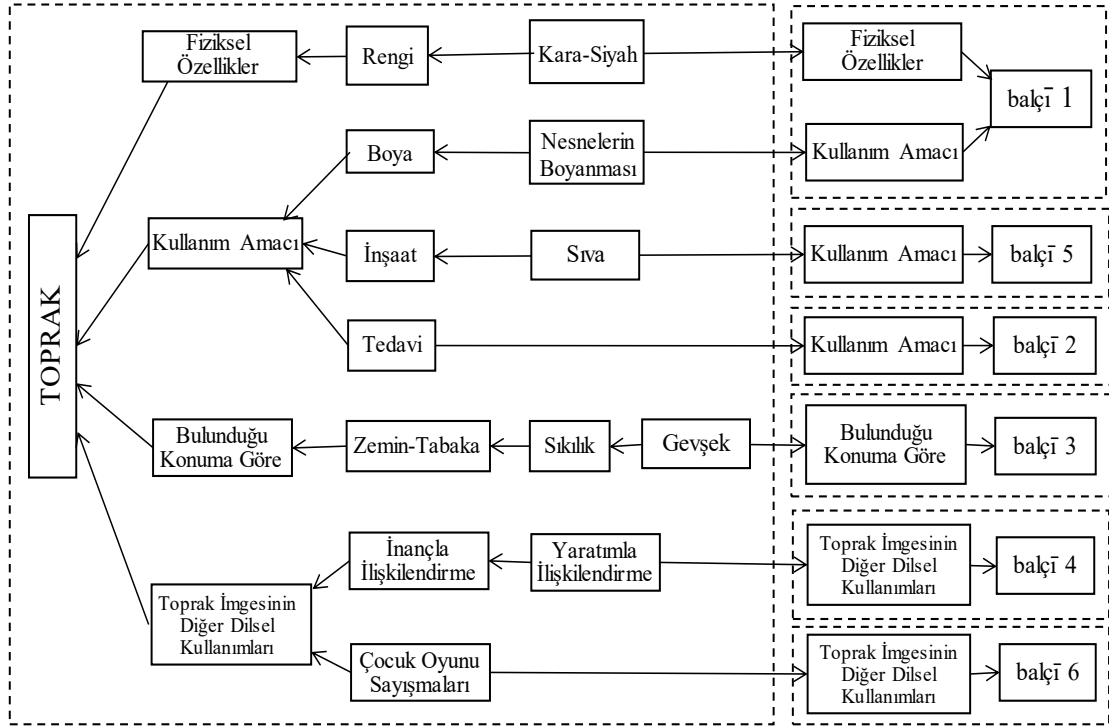 Fiziksel
Özellikler
Rengi
Kara-Siyah
Fiziksel
Özellikler
balçī 1
Boya
Nesnelerin
Boyanması
Kullanım Amacı
TOPRAK
Kullanım Amacı
İnşaat
Sıva
Kullanım Amacı
balçī 5
Tedavi
Kullanım Amacı
balçī 2
Bulunduğu
Konuma Göre
Zemin-Tabaka
Sıkılık
Gevşek
Bulunduğu
Konuma Göre
balçī 3
İnançla
İlişkilendirme
Yaratımla
İlişkilendirme
Toprak İmgesinin
Diğer Dilsel
Kullanımları
balçī 4
Toprak İmgesinin
Diğer Dilsel
Kullanımları
Çocuk Oyunu
Sayışmaları
Toprak İmgesinin
Diğer Dilsel
Kullanımları
balçī 6